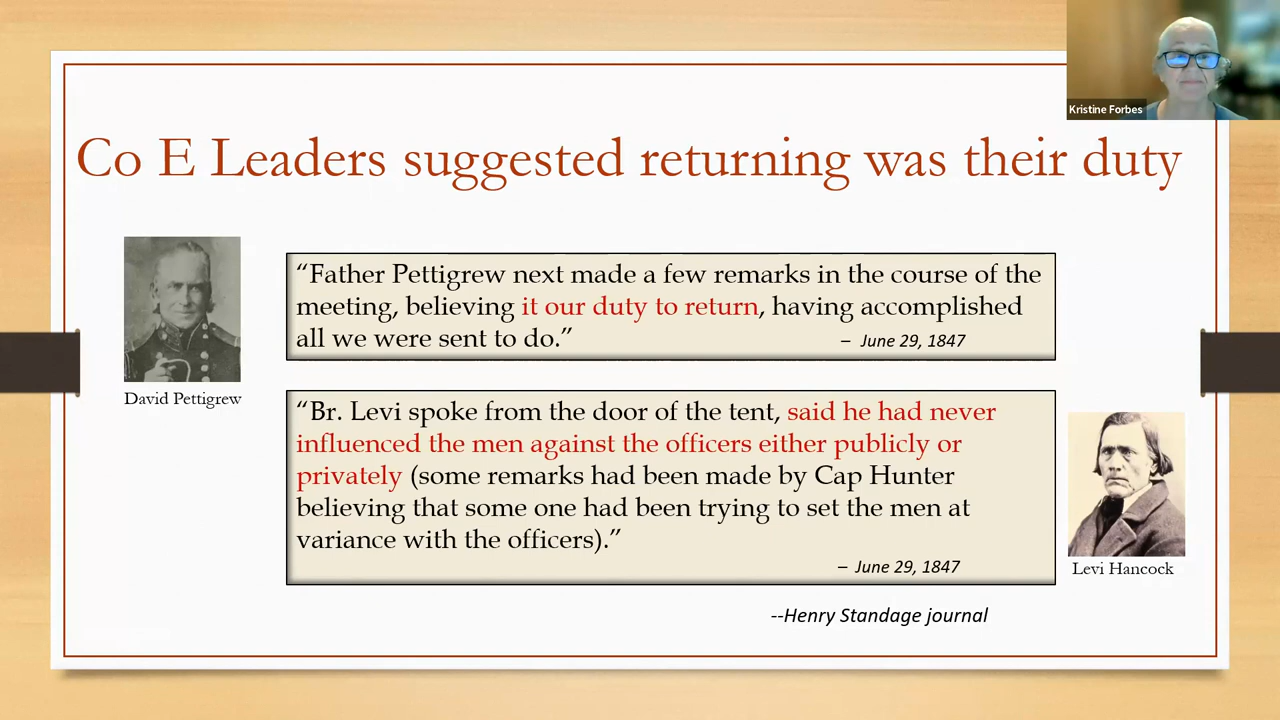 Kristine Forbes
Co E Leaders suggested returning was their duty
“Father Pettigrew next made a few remarks in the course of the
meeting, believing it our duty to return, having accomplished
all we were sent to do.” – June 29, 1847
David Pettigrew
“Br. Levi spoke from the door of the tent, said he had never
influenced the men against the officers either publicly or
privately (some remarks had been made by Cap Hunter
believing that some one had been trying to set the men at
variance with the officers).”
– June 29, 1847
Levi Hancock
--Henry Standage journal